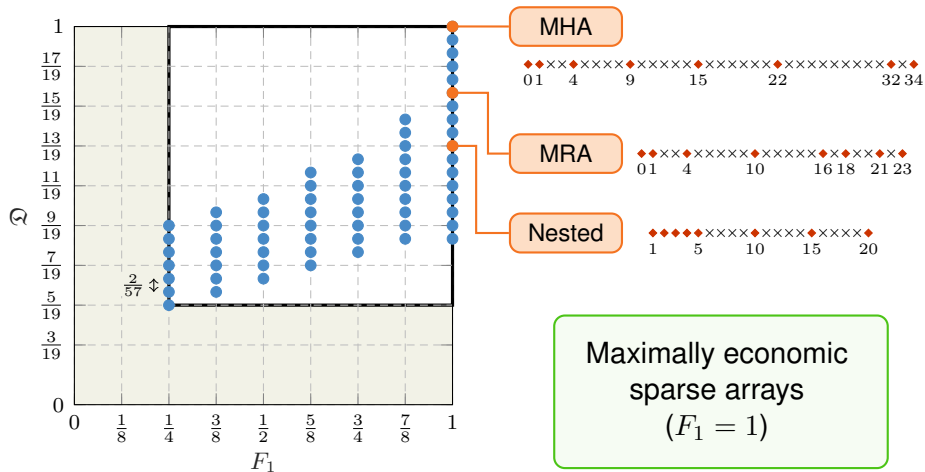 1
17/19
15/19
13/19
11/19
9/19
7/19
5/19
3/19
0
𝔇
2/57
0 1/8 1/4 3/8 1/2 5/8 3/4 7/8 1
F₁
MHA
0 1 4 9 15 22 32 34
MRA
0 1 4 10 16 18 21 23
Nested
1 5 10 15 20
Maximally economic
sparse arrays
(F₁ = 1)